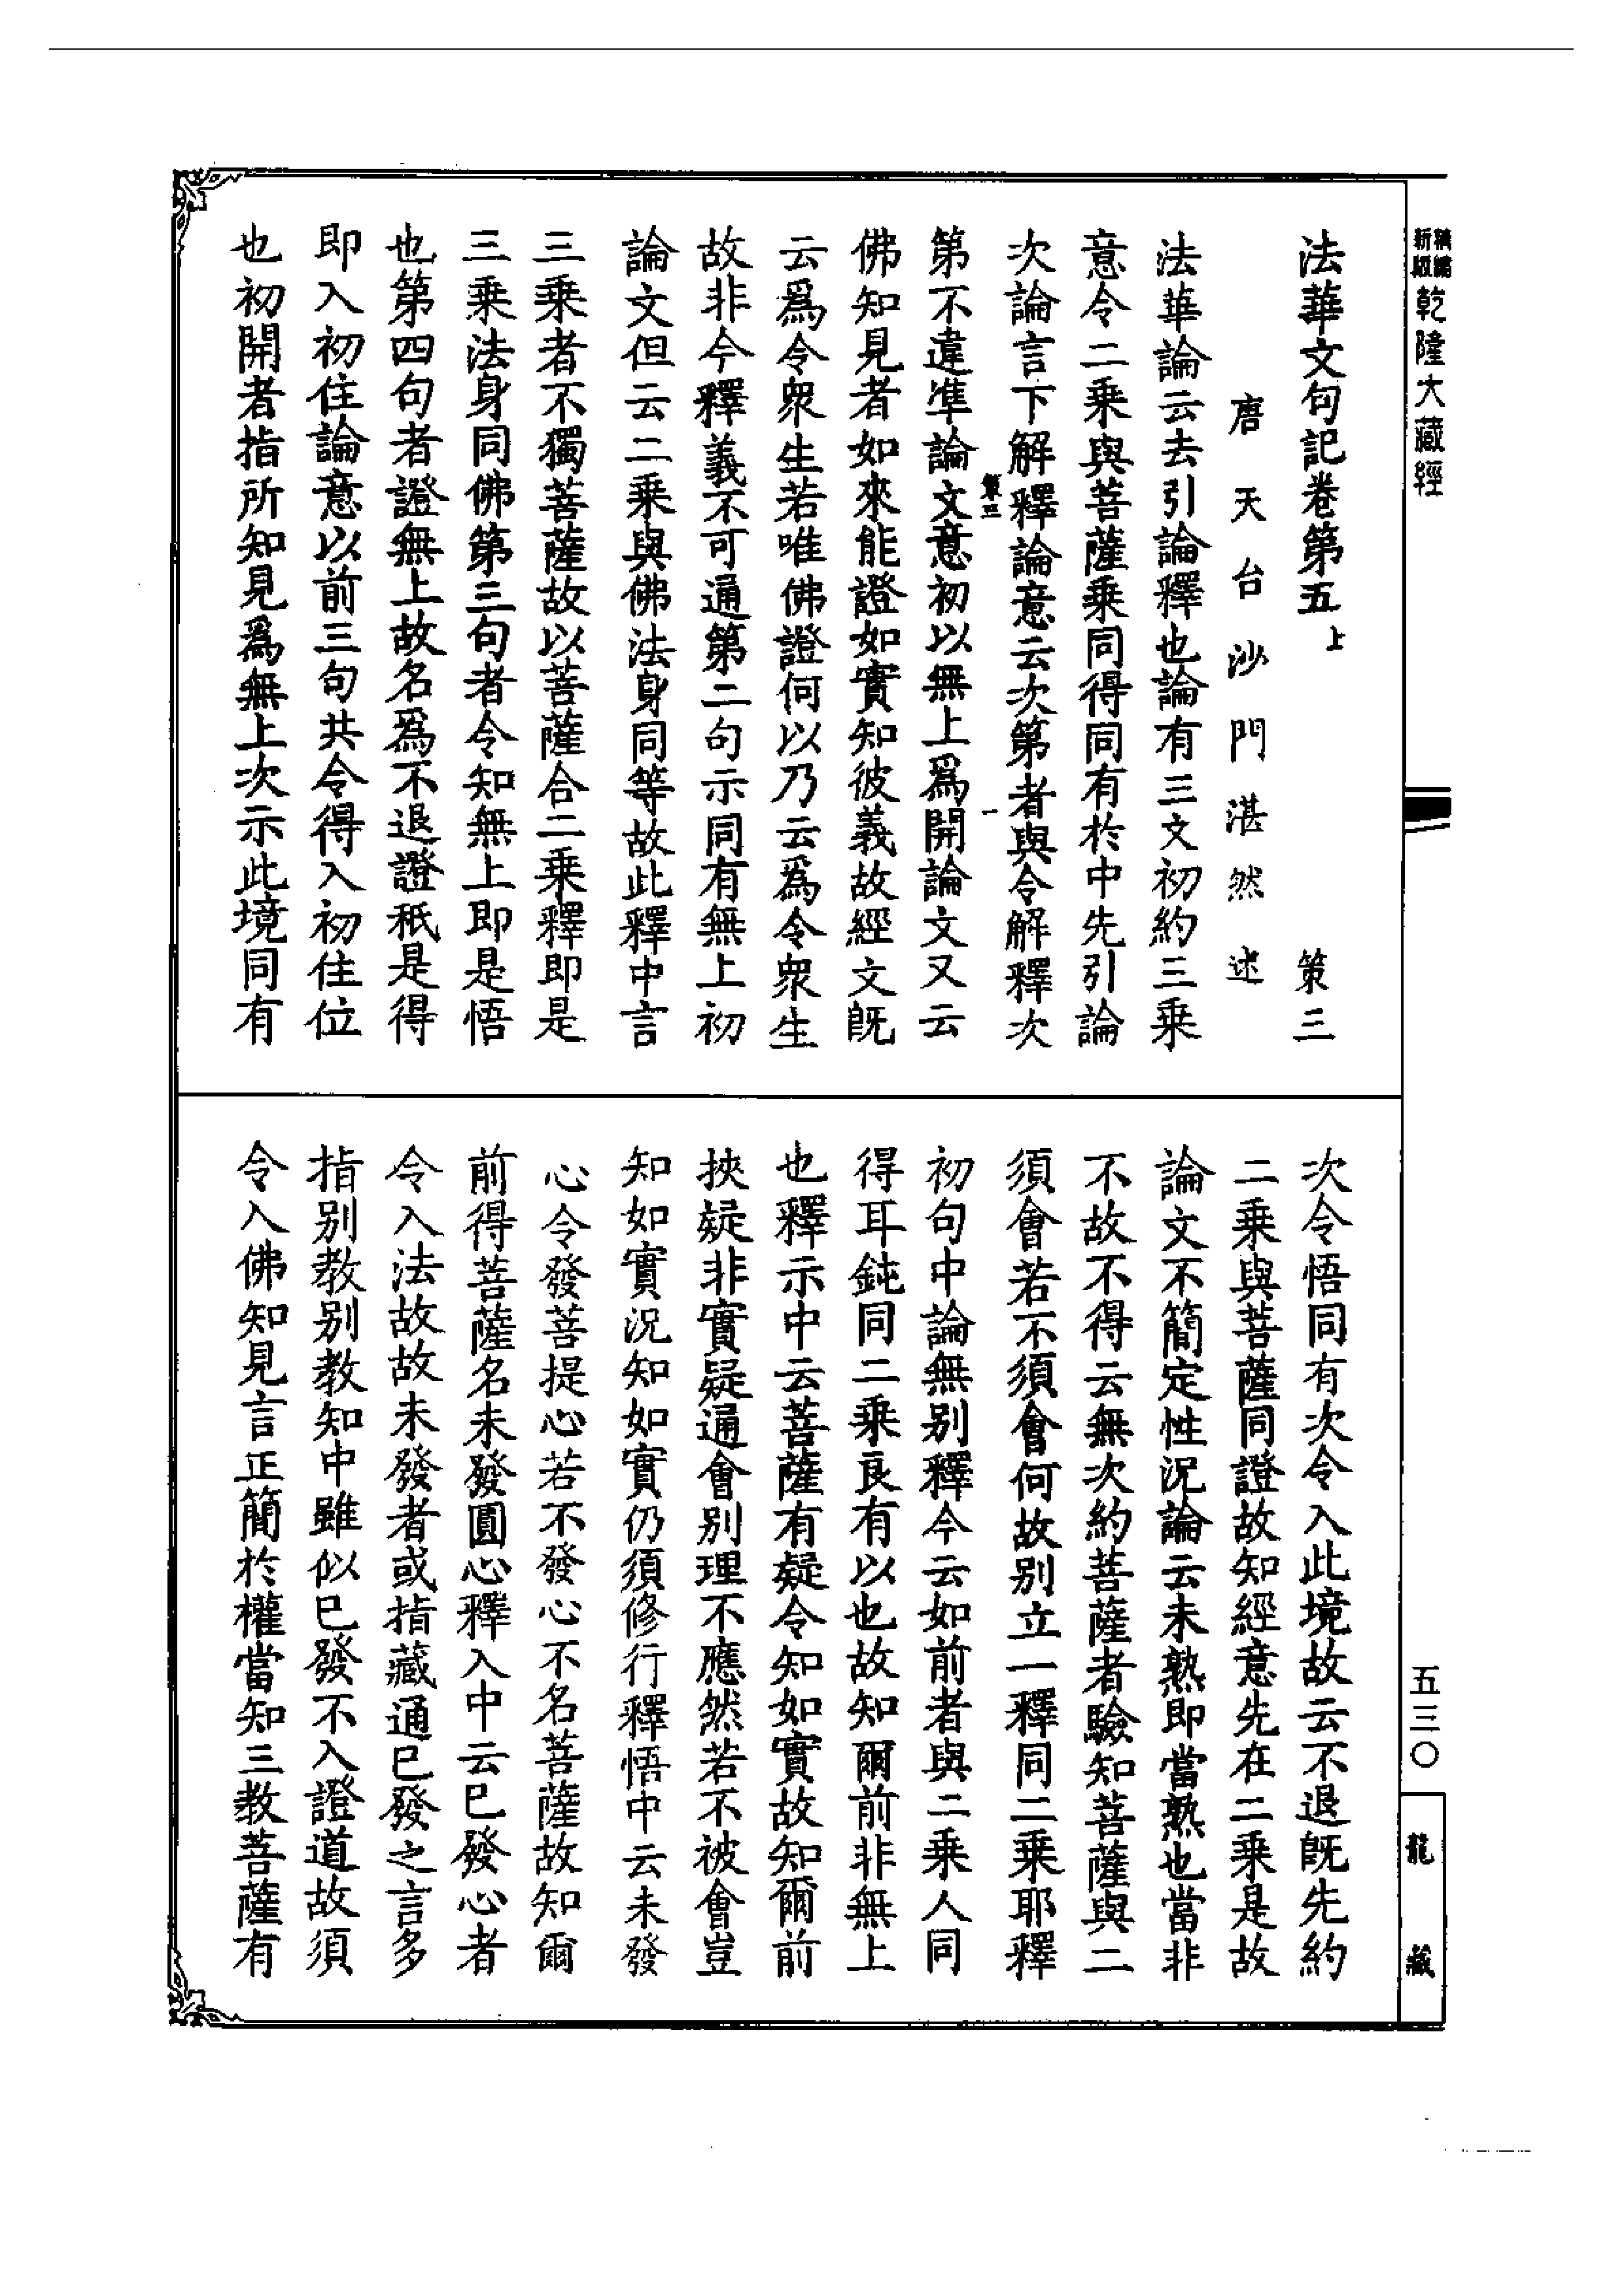 新版精編乾隆大藏經
法華文句記卷第五上 策三
唐天台沙門湛然述
法華論云去引論釋也論有三文初約三乘
意令二乘與菩薩乘同得同有於中先引論
次論言下解釋論意云次第者與令解釋次
策三 一
第不違準論文意初以無上爲開論文又云
佛知見者如來能證如實知彼義故經文旣
云爲令衆生若唯佛證何以乃云爲令衆生
故非今釋義不可通第二句示同有無上初
論文但云二乘與佛法身同等故此釋中言
三乘者不獨菩薩故以菩薩合二乘釋即是
三乘法身同佛第三句者令知無上即是悟
也第四句者證無上故名爲不退證秖是得
即入初住論意以前三句共令得入初住位
也初開者指所知見爲無上次示此境同有
次令悟同有次令入此境故云不退旣先約
二乘與菩薩同證故知經意先在二乘是故
論文不簡定性況論云未熟即當熟也當非
不故不得云無次約菩薩者驗知菩薩與二
須會若不須會何故別立一釋同二乘耶釋
初句中論無別釋今云如前者與二乘人同
得耳鈍同二乘良有以也故知爾前非無上
也釋示中云菩薩有疑令知如實故知爾前
挾疑非實疑通會別理不應然若不被會豈
知如實況知如實仍須修行釋悟中云未發
心令發菩提心若不發心不名菩薩故知爾
前得菩薩名未發圓心釋入中云巳發心者
令入法故故未發者或指藏通巳發之言多
指別教別教知中雖似巳發不入證道故須
令入佛知見言正簡於權當知三教菩薩有
五三〇
龍藏